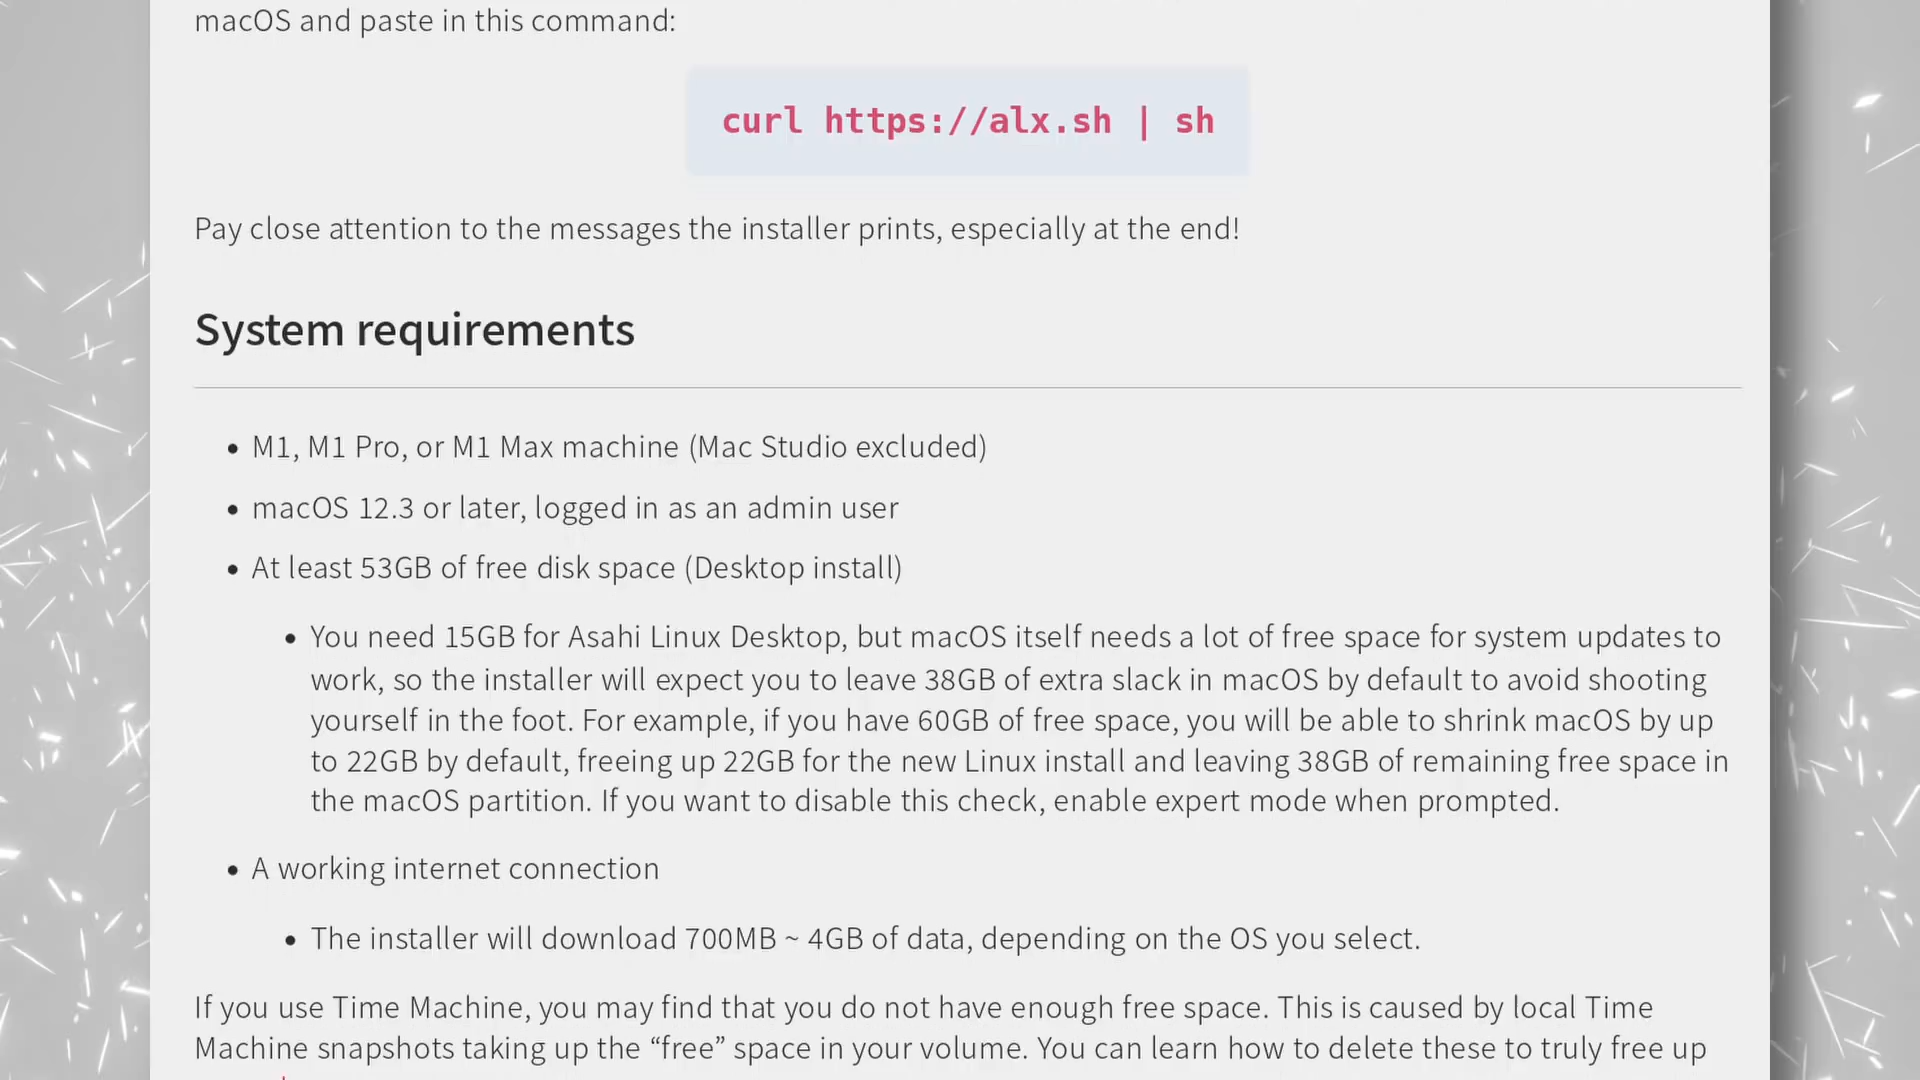 macOS and paste in this command:
curl https://alx.sh | sh
Pay close attention to the messages the installer prints, especially at the end!
System requirements
• M1, M1 Pro, or M1 Max machine (Mac Studio excluded)
• macOS 12.3 or later, logged in as an admin user
• At least 53GB of free disk space (Desktop install)
• You need 15GB for Asahi Linux Desktop, but macOS itself needs a lot of free space for system updates to
work, so the installer will expect you to leave 38GB of extra slack in macOS by default to avoid shooting
yourself in the foot. For example, if you have 60GB of free space, you will be able to shrink macOS by up
to 22GB by default, freeing up 22GB for the new Linux install and leaving 38GB of remaining free space in
the macOS partition. If you want to disable this check, enable expert mode when prompted.
• A working internet connection
• The installer will download 700MB ~ 4GB of data, depending on the OS you select.
If you use Time Machine, you may find that you do not have enough free space. This is caused by local Time
Machine snapshots taking up the “free” space in your volume. You can learn how to delete these to truly free up